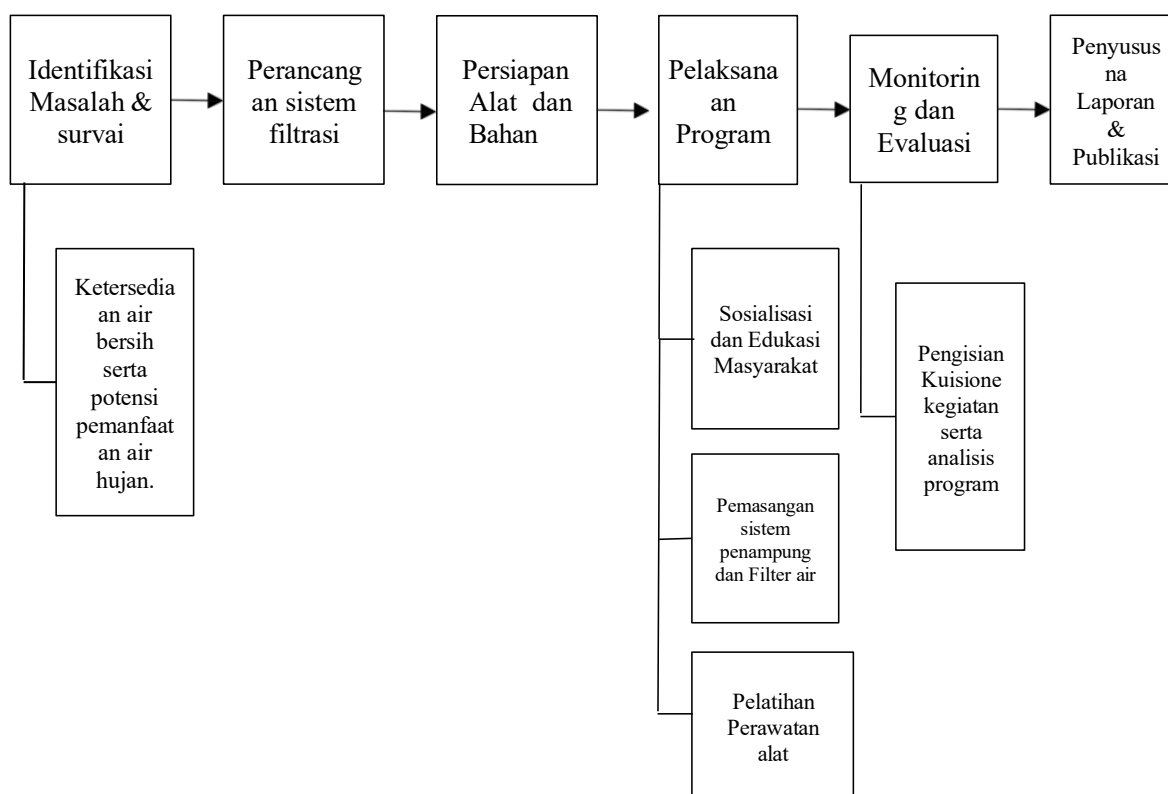 Identifikasi
Masalah &
survai
Perancang
an sistem
filtrasi
Persiapan
Alat dan
Bahan
Pelaksana
an
Program
Monitorin
g dan
Evaluasi
Penyusus
na
Laporan
&
Publikasi
Ketersedia
an air
bersih
serta
potensi
pemanfaat
an air
hujan.
Sosialisasi
dan Edukasi
Masyarakat
Pemasangan
sistem
penampung
dan Filter air
Pelatihan
Perawatan
alat
Pengisian
Kuisione
kegiatan
serta
analisis
program